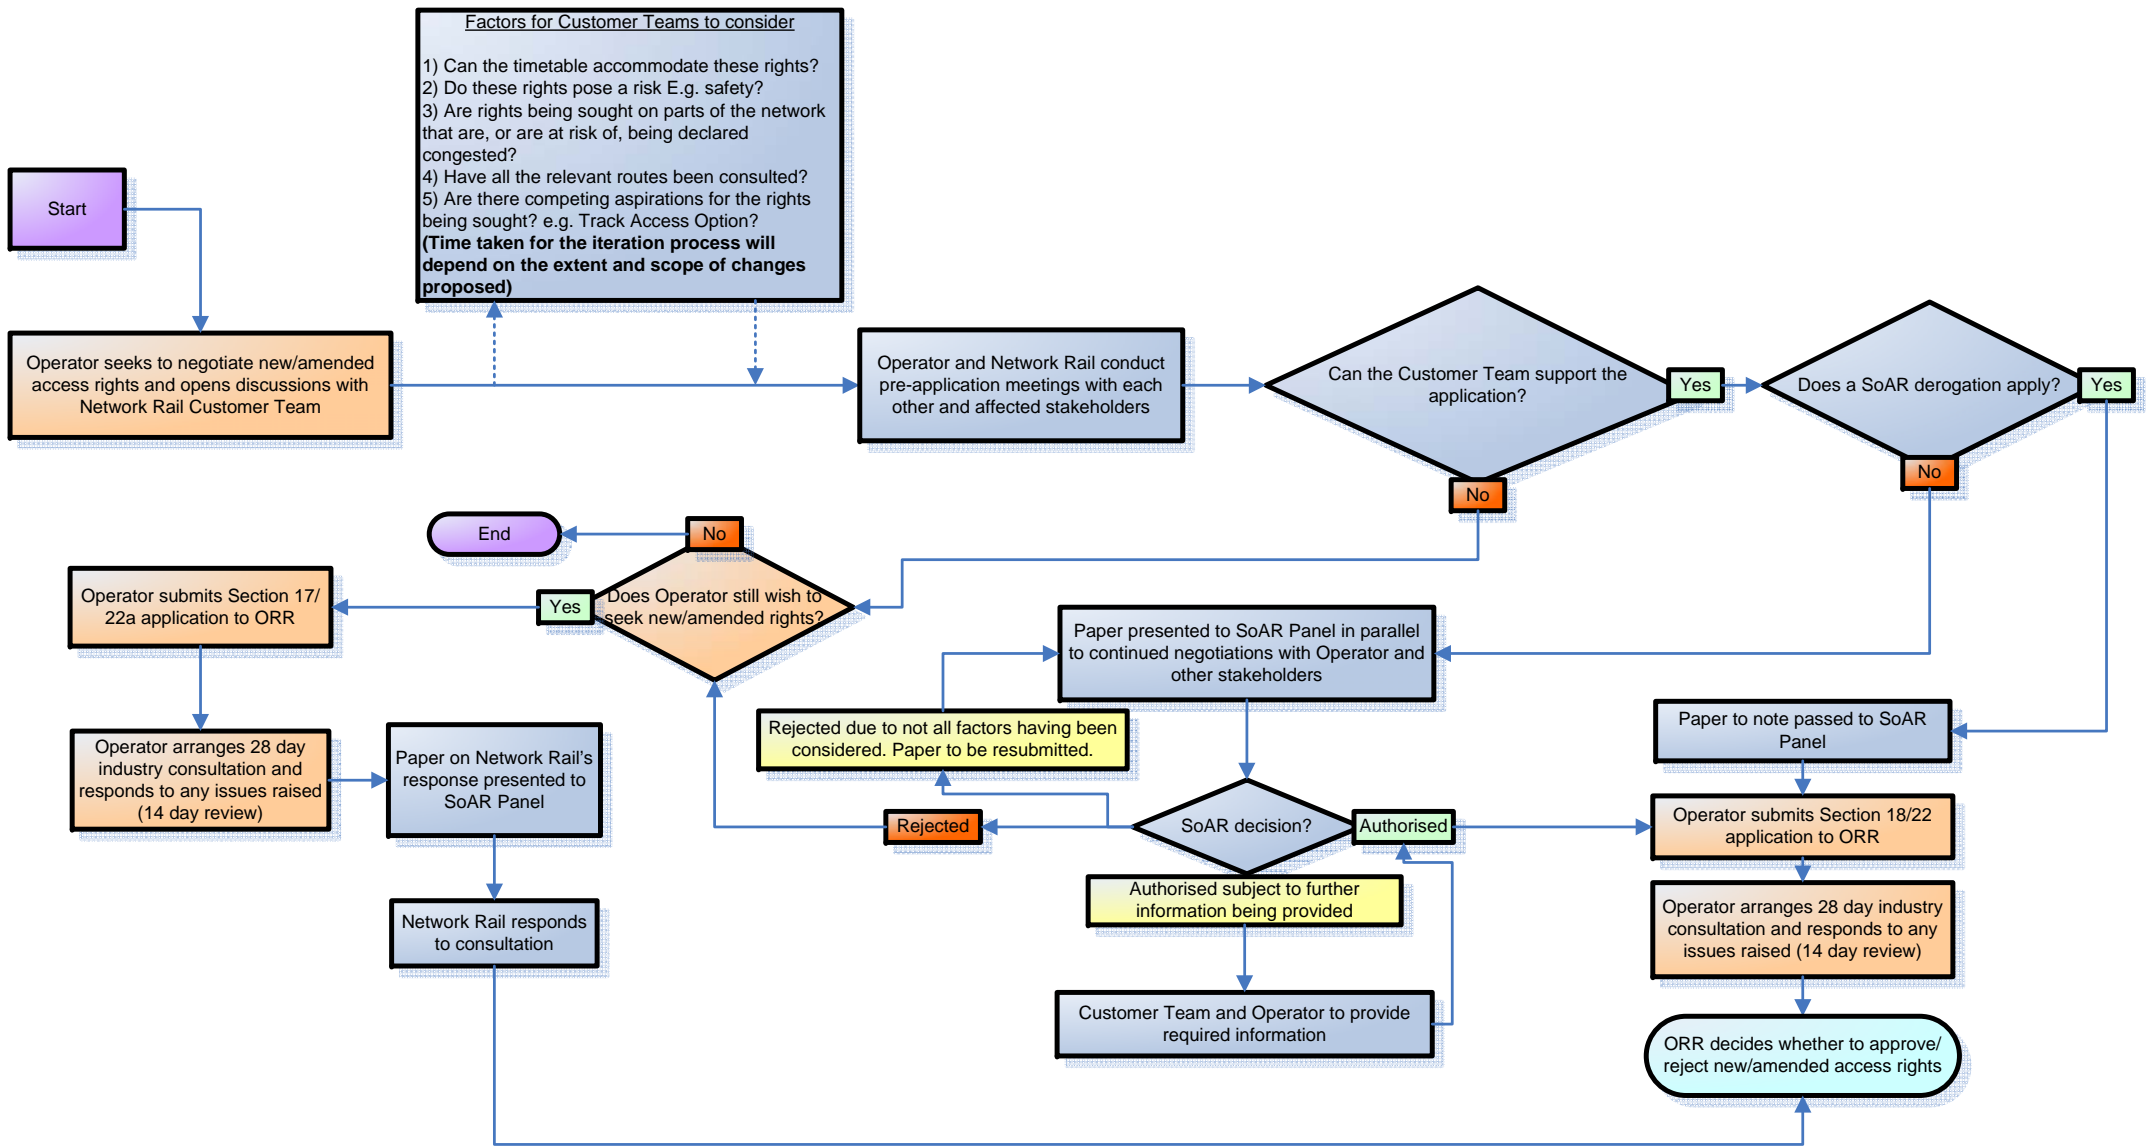 Factors for Customer Teams to consider
1) Can the timetable accommodate these rights?
2) Do these rights pose a risk E.g. safety?
3) Are rights being sought on parts of the network
that are, or are at risk of, being declared
congested?
4) Have all the relevant routes been consulted?
5) Are there competing aspirations for the rights
being sought? e.g. Track Access Option?
(Time taken for the iteration process will
depend on the extent and scope of changes
proposed)
Start
Operator seeks to negotiate new/amended
access rights and opens discussions with
Network Rail Customer Team
Operator and Network Rail conduct
pre-application meetings with each
other and affected stakeholders
Can the Customer Team support the
application?
Yes
No
Does a SoAR derogation apply?
Yes
No
End
No
Does Operator still wish to
seek new/amended rights?
Yes
Operator submits Section 17/
22a application to ORR
Operator arranges 28 day
industry consultation and
responds to any issues raised
(14 day review)
Paper on Network Rail's
response presented to
SoAR Panel
Network Rail responds
to consultation
Paper presented to SoAR Panel in parallel
to continued negotiations with Operator and
other stakeholders
Rejected due to not all factors having been
considered. Paper to be resubmitted.
Rejected
SoAR decision?
Authorised
Authorised subject to further
information being provided
Customer Team and Operator to provide
required information
Paper to note passed to SoAR
Panel
Operator submits Section 18/22
application to ORR
Operator arranges 28 day industry
consultation and responds to any
issues raised (14 day review)
ORR decides whether to approve/
reject new/amended access rights